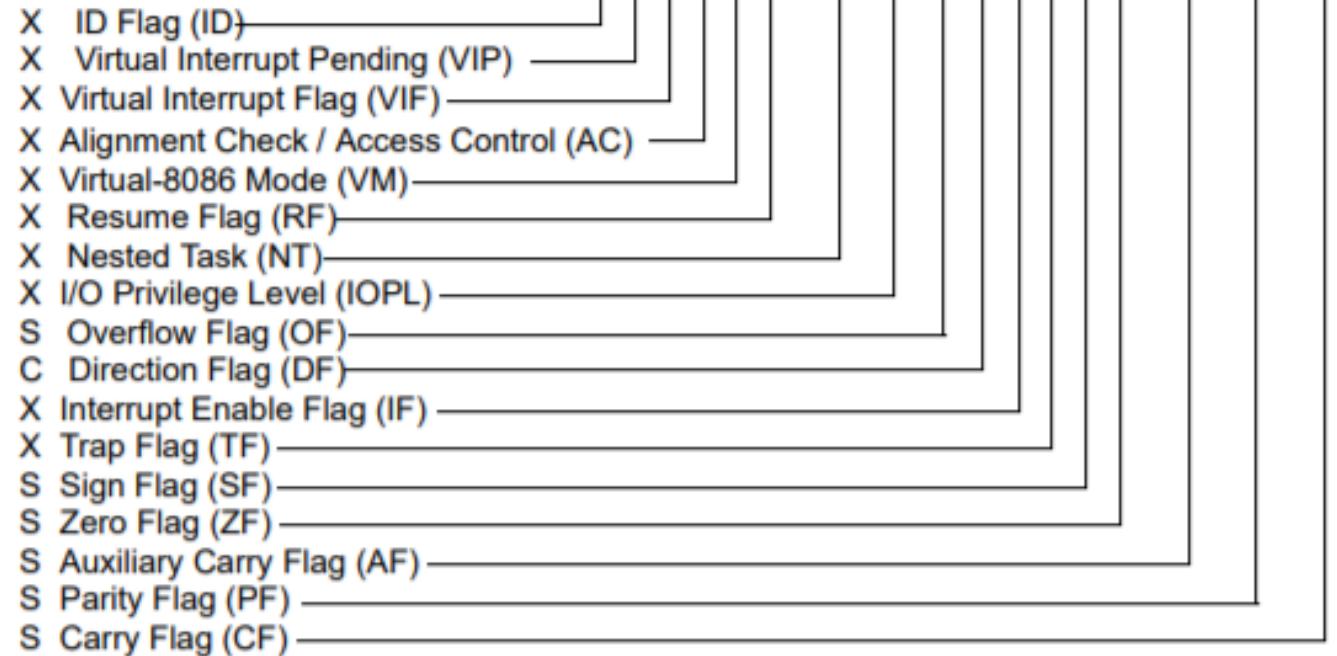 X ID Flag (ID)
X Virtual Interrupt Pending (VIP)
X Virtual Interrupt Flag (VIF)
X Alignment Check / Access Control (AC)
X Virtual-8086 Mode (VM)
X Resume Flag (RF)
X Nested Task (NT)
X I/O Privilege Level (IOPL)
S Overflow Flag (OF)
C Direction Flag (DF)
X Interrupt Enable Flag (IF)
X Trap Flag (TF)
S Sign Flag (SF)
S Zero Flag (ZF)
S Auxiliary Carry Flag (AF)
S Parity Flag (PF)
S Carry Flag (CF)